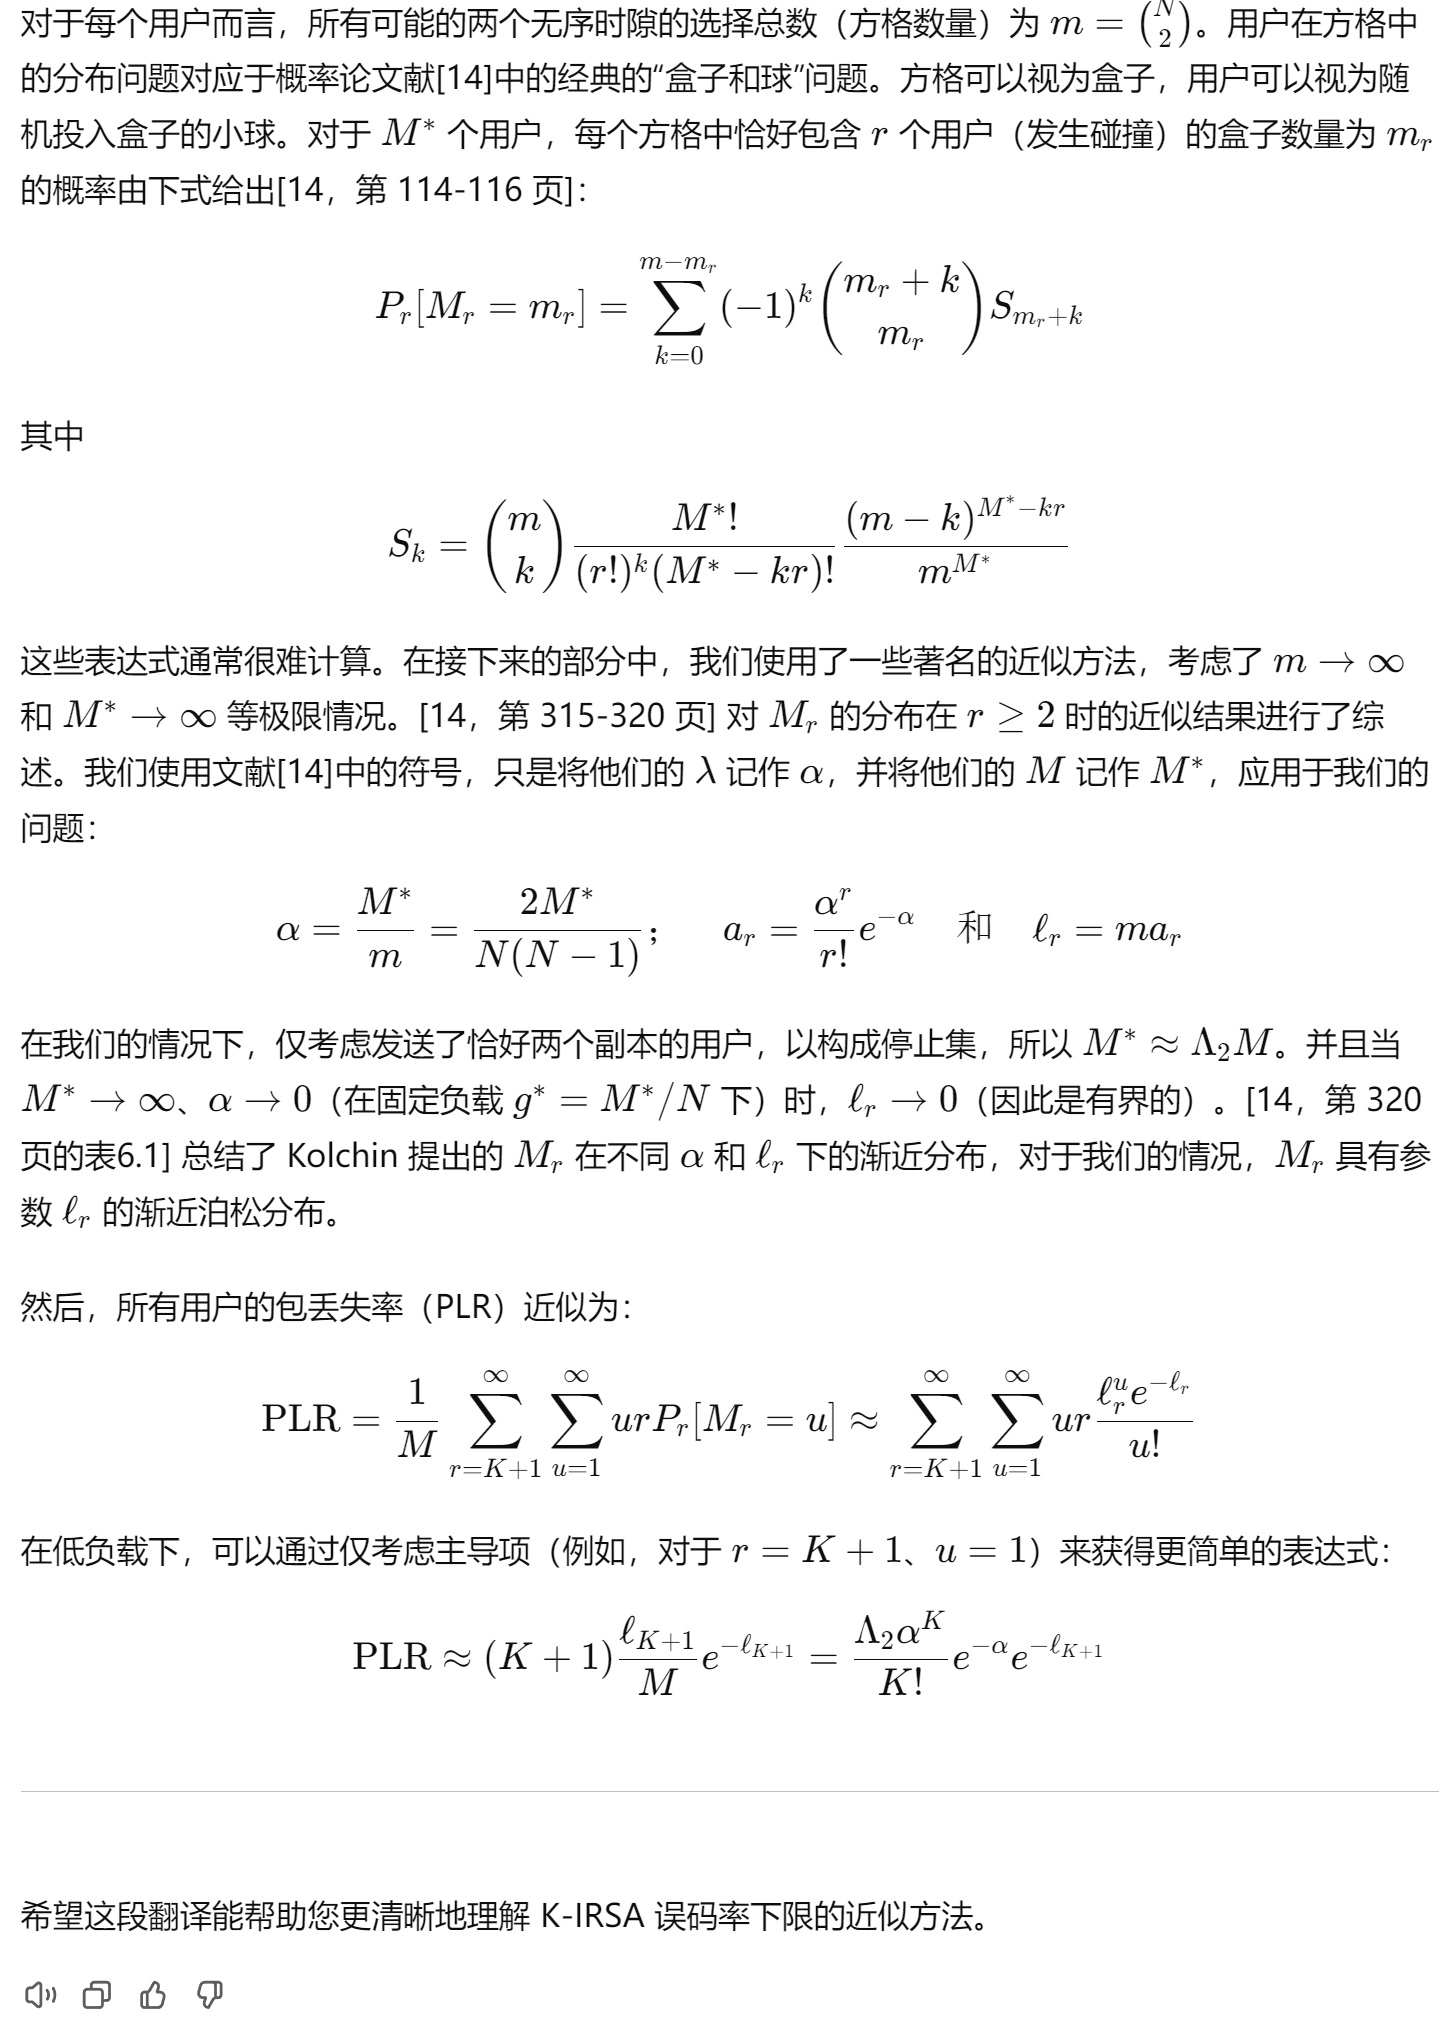 对于每个用户而言，所有可能的两个无序时隙的选择总数（方格数量）为 $m = \binom{N}{2}$。用户在方格中
的分布问题对应于概率论文献[14]中的经典的“盒子和球”问题。方格可以视为盒子，用户可以视为随
机投入盒子的小球。对于 $M^*$ 个用户，每个方格中恰好包含 $r$ 个用户（发生碰撞）的盒子数量为 $m_r$
的概率由下式给出[14，第 114-116 页]：
$P_r[M_r = m_r] = \sum_{k=0}^{m-m_r} (-1)^k \binom{m_r + k}{m_r} S_{m_r+k}$
其中
$S_k = \binom{m}{k} \frac{M^*!}{(r!)^k (M^* - kr)!} \frac{(m-k)^{M^*-kr}}{m^{M^*}}$
这些表达式通常很难计算。在接下来的部分中，我们使用了一些著名的近似方法，考虑了 $m \to \infty$
和 $M^* \to \infty$ 等极限情况。[14，第 315-320 页] 对 $M_r$ 的分布在 $r \geq 2$ 时的近似结果进行了综
述。我们使用文献[14]中的符号，只是将他们的 $\lambda$ 记作 $\alpha$，并将他们的 $M$ 记作 $M^*$，应用于我们的
问题：
$\alpha = \frac{M^*}{m} = \frac{2M^*}{N(N-1)}； \quad a_r = \frac{\alpha^r}{r!} e^{-\alpha} \quad 和 \quad \ell_r = m a_r$
在我们的情况下，仅考虑发送了恰好两个副本的用户，以构成停止集，所以 $M^* \approx \Lambda_2 M$。并且当
$M^* \to \infty$、$\alpha \to 0$（在固定负载 $g^* = M^*/N$ 下）时，$\ell_r \to 0$（因此是有界的）。[14，第 320
页的表6.1] 总结了 Kolchin 提出的 $M_r$ 在不同 $\alpha$ 和 $\ell_r$ 下的渐近分布，对于我们的情况，$M_r$ 具有参
数 $\ell_r$ 的渐近泊松分布。
然后，所有用户的包丢失率（PLR）近似为：
$\mathrm{PLR} = \frac{1}{M} \sum_{r=K+1}^{\infty} \sum_{u=1}^{\infty} u r P_r[M_r = u] \approx \sum_{r=K+1}^{\infty} \sum_{u=1}^{\infty} u r \frac{\ell_r^u e^{-\ell_r}}{u!}$
在低负载下，可以通过仅考虑主导项（例如，对于 $r = K + 1$、$u = 1$）来获得更简单的表达式：
$\mathrm{PLR} \approx (K+1) \frac{\ell_{K+1}}{M} e^{-\ell_{K+1}} = \frac{\Lambda_2 \alpha^K}{K!} e^{-\alpha} e^{-\ell_{K+1}}$
希望这段翻译能帮助您更清晰地理解 K-IRSA 误码率下限的近似方法。